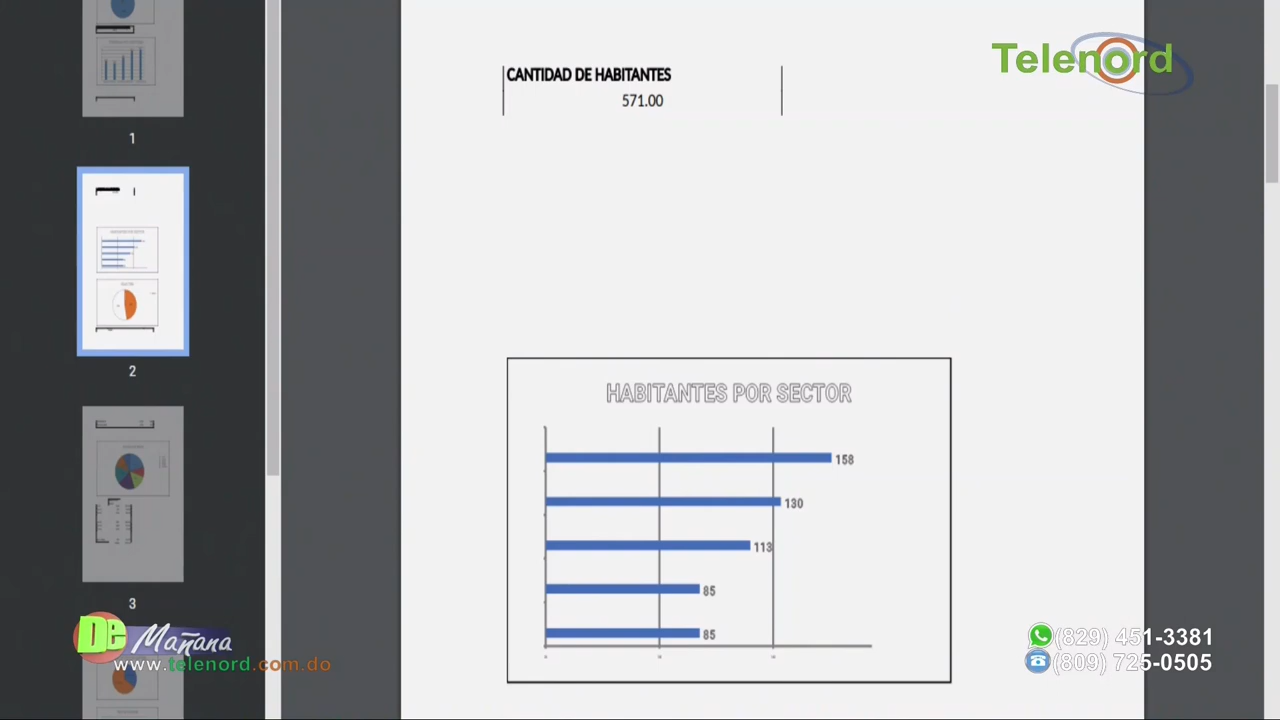 Telenord
CANTIDAD DE HABITANTES
571.00
1
2
3
HABITANTES POR SECTOR
158
130
113
85
85
De Mañana
www.telenord.com.do
(829) 451-3381
(809) 725-0505